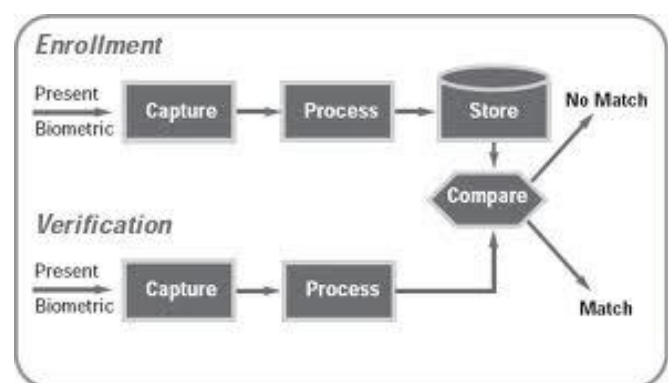 Enrollment
Present
Biometric
Capture
Process
Store
No Match
Compare
Verification
Present
Biometric
Capture
Process
Match